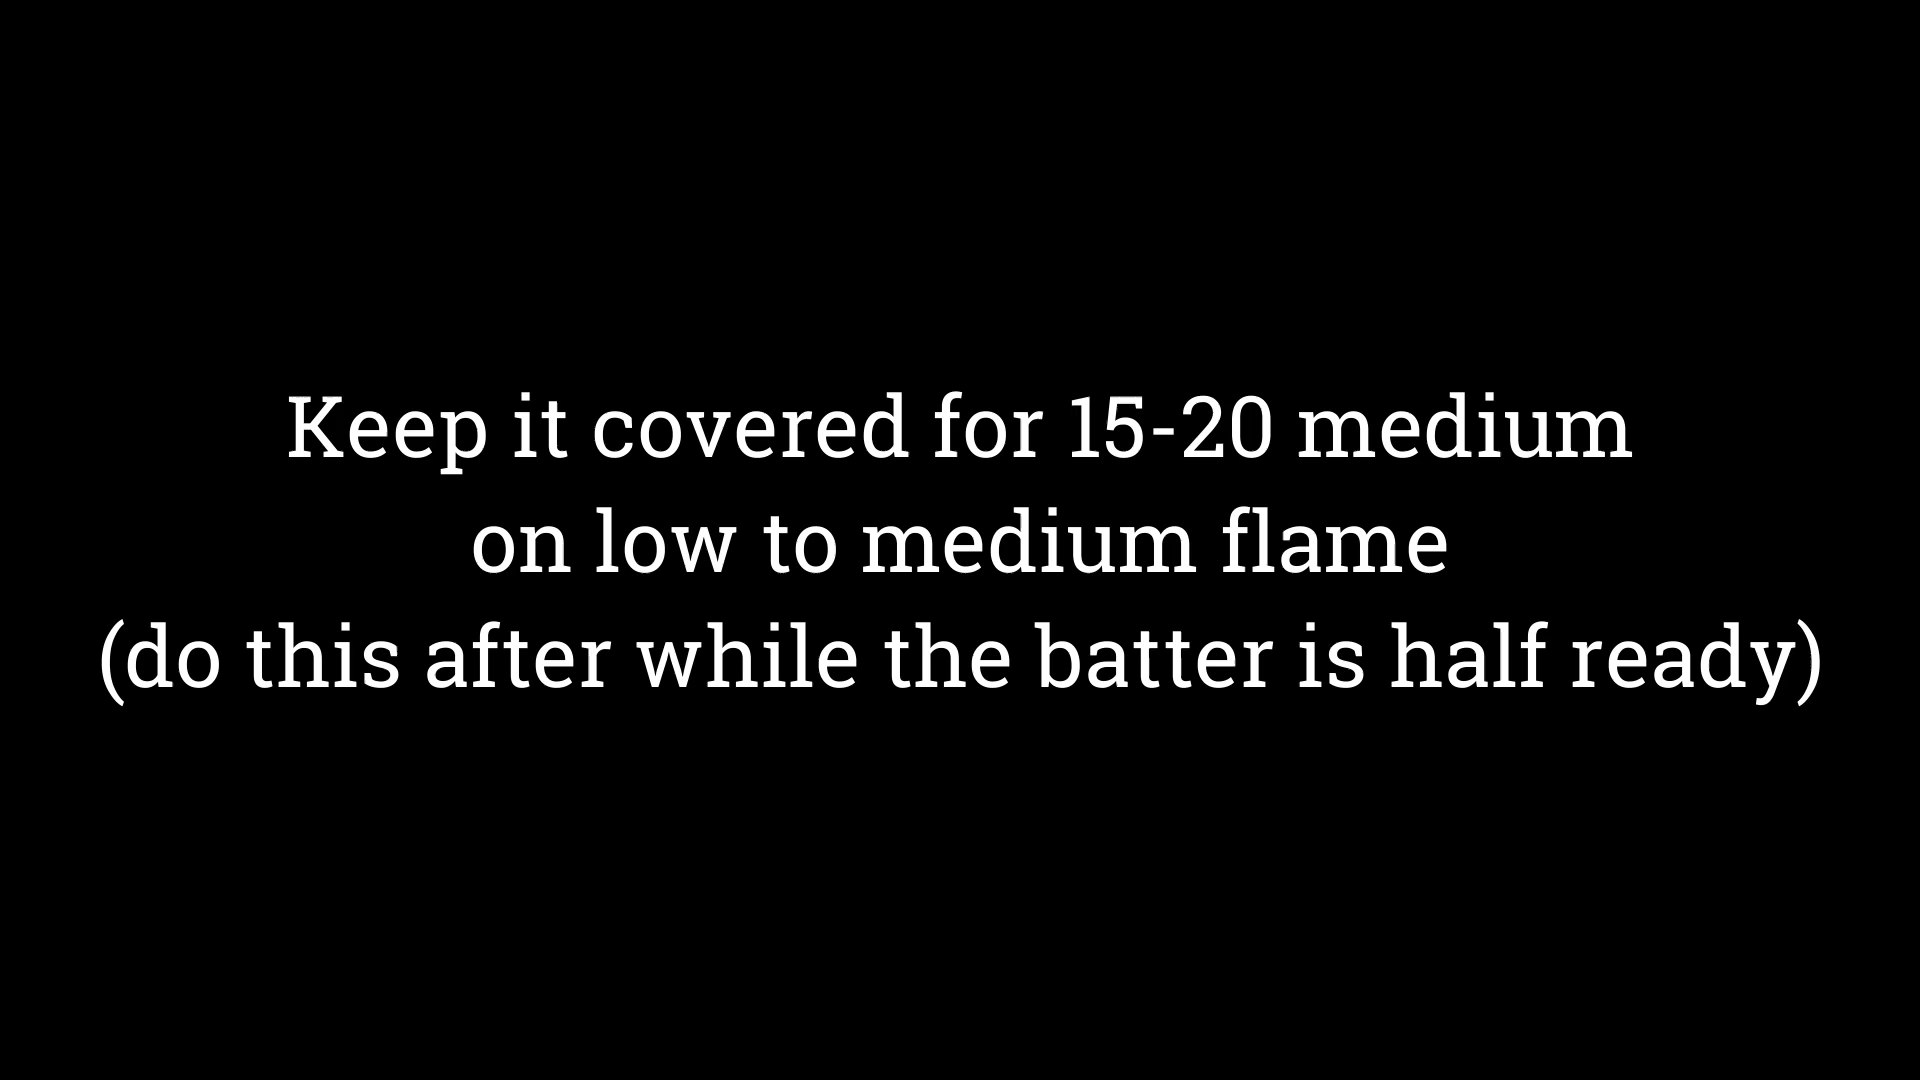 Keep it covered for 15-20 medium
on low to medium flame
(do this after while the batter is half ready)